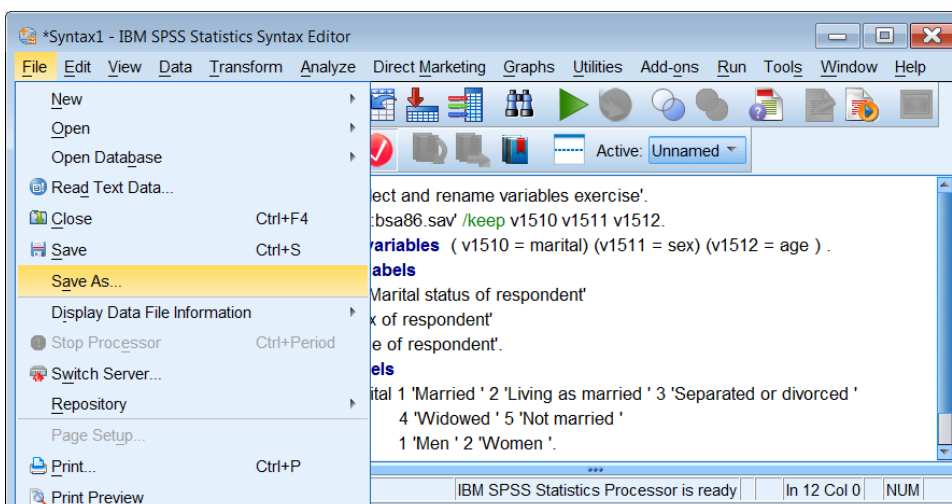 *Syntax1 - IBM SPSS Statistics Syntax Editor
File Edit View Data Transform Analyze Direct Marketing Graphs Utilities Add-ons Run Tools Window Help
New
Open
Open Database
Active: Unnamed
Read Text Data...
lect and rename variables exercise'.
Close Ctrl+F4
:bsa86.sav' /keep v1510 v1511 v1512.
Save Ctrl+S
variables ( v1510 = marital) (v1511 = sex) (v1512 = age ) .
abels
Save As...
Marital status of respondent'
Display Data File Information
x of respondent'
Stop Processor Ctrl+Period
e of respondent'.
Switch Server...
els
ital 1 'Married ' 2 'Living as married ' 3 'Separated or divorced '
Repository
4 'Widowed ' 5 'Not married '
Page Setup...
1 'Men ' 2 'Women '.
Print... Ctrl+P
IBM SPSS Statistics Processor is ready In 12 Col 0 NUM
Print Preview